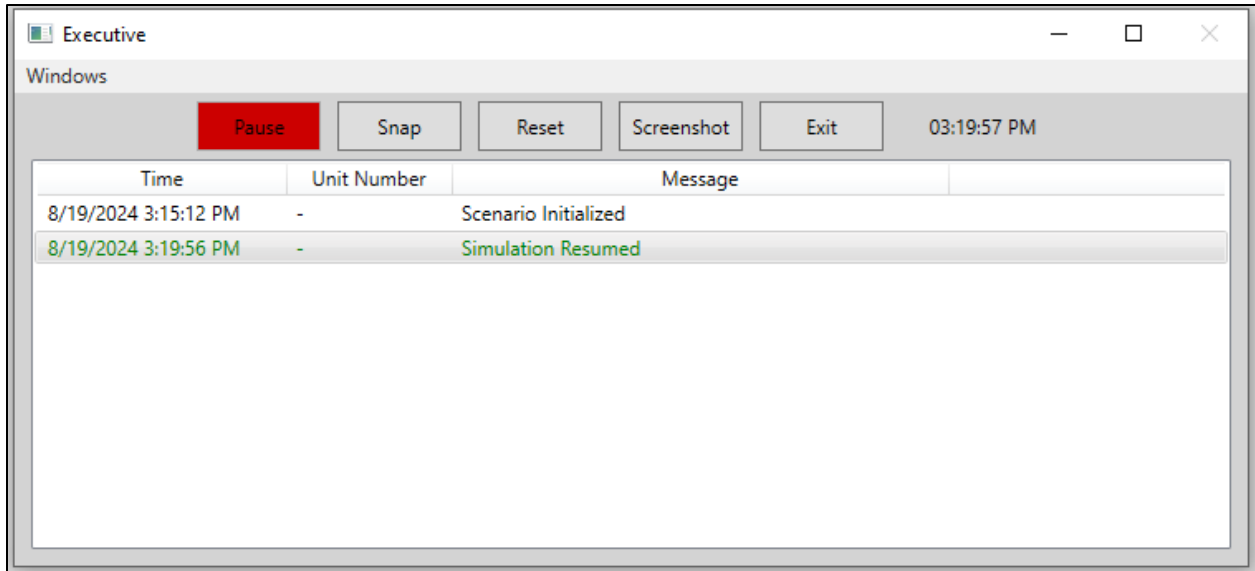 Executive
Windows
Pause Snap Reset Screenshot Exit 03:19:57 PM
Time Unit Number Message
8/19/2024 3:15:12 PM - Scenario Initialized
8/19/2024 3:19:56 PM - Simulation Resumed